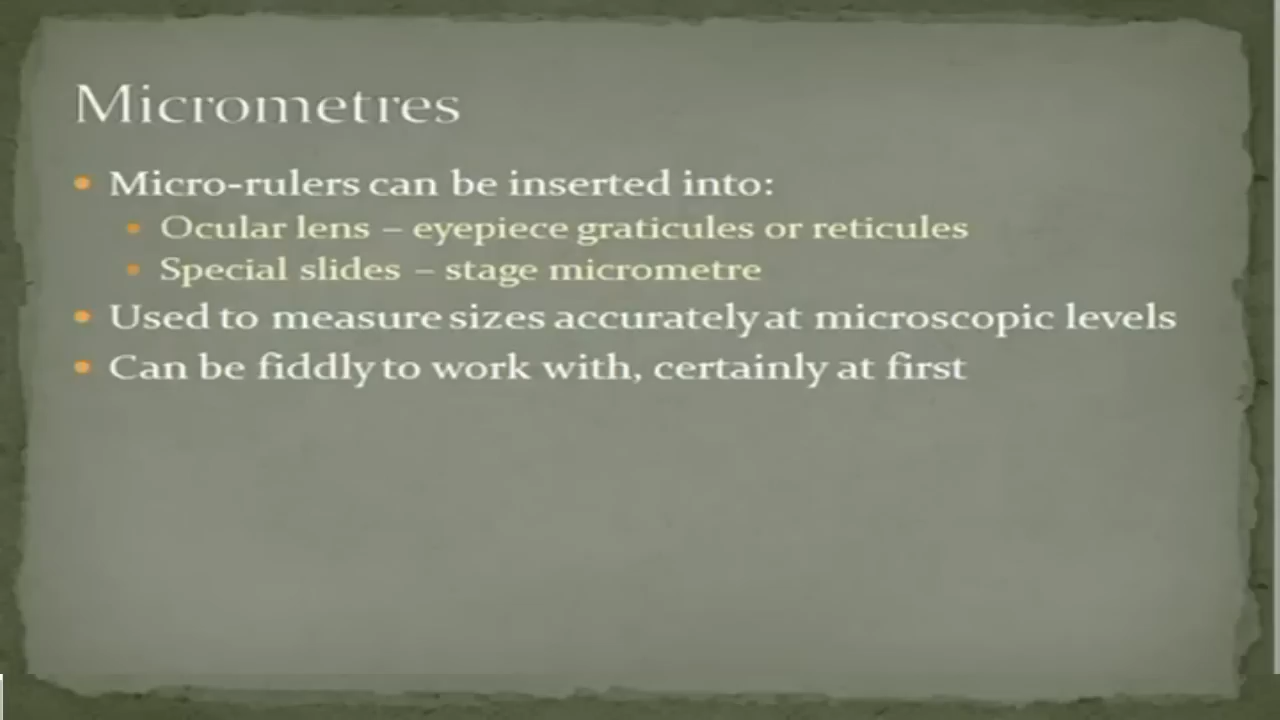 Micrometres
• Micro-rulers can be inserted into:
• Ocular lens – eyepiece graticules or reticules
• Special slides – stage micrometre
• Used to measure sizes accurately at microscopic levels
• Can be fiddly to work with, certainly at first